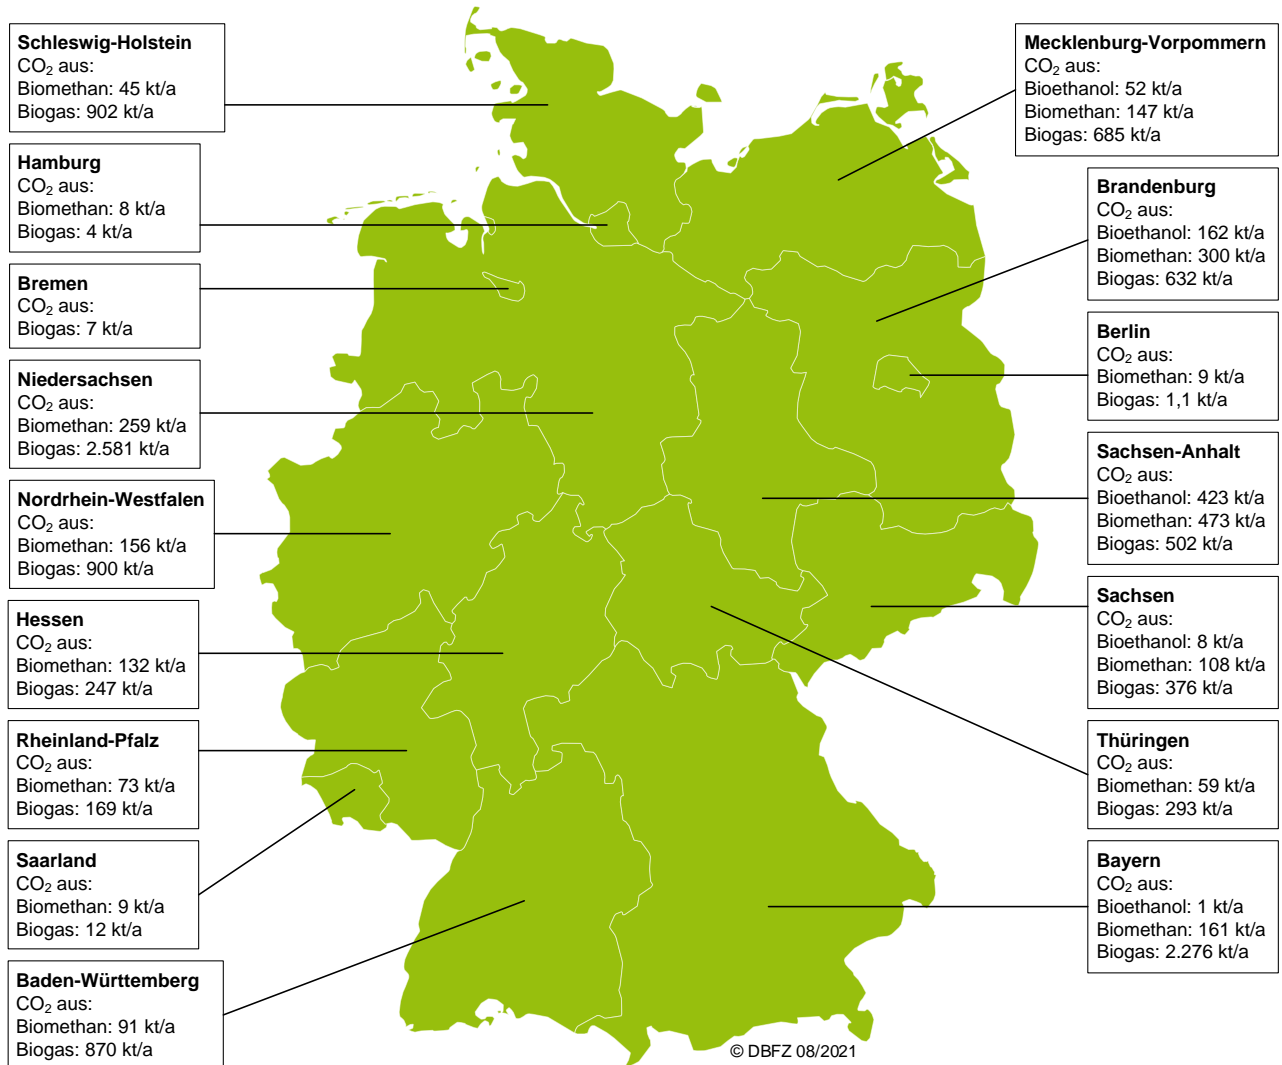 Schleswig-Holstein
CO₂ aus:
Biomethan: 45 kt/a
Biogas: 902 kt/a
Hamburg
CO₂ aus:
Biomethan: 8 kt/a
Biogas: 4 kt/a
Bremen
CO₂ aus:
Biogas: 7 kt/a
Niedersachsen
CO₂ aus:
Biomethan: 259 kt/a
Biogas: 2.581 kt/a
Nordrhein-Westfalen
CO₂ aus:
Biomethan: 156 kt/a
Biogas: 900 kt/a
Hessen
CO₂ aus:
Biomethan: 132 kt/a
Biogas: 247 kt/a
Rheinland-Pfalz
CO₂ aus:
Biomethan: 73 kt/a
Biogas: 169 kt/a
Saarland
CO₂ aus:
Biomethan: 9 kt/a
Biogas: 12 kt/a
Baden-Württemberg
CO₂ aus:
Biomethan: 91 kt/a
Biogas: 870 kt/a
Mecklenburg-Vorpommern
CO₂ aus:
Bioethanol: 52 kt/a
Biomethan: 147 kt/a
Biogas: 685 kt/a
Brandenburg
CO₂ aus:
Bioethanol: 162 kt/a
Biomethan: 300 kt/a
Biogas: 632 kt/a
Berlin
CO₂ aus:
Biomethan: 9 kt/a
Biogas: 1,1 kt/a
Sachsen-Anhalt
CO₂ aus:
Bioethanol: 423 kt/a
Biomethan: 473 kt/a
Biogas: 502 kt/a
Sachsen
CO₂ aus:
Bioethanol: 8 kt/a
Biomethan: 108 kt/a
Biogas: 376 kt/a
Thüringen
CO₂ aus:
Biomethan: 59 kt/a
Biogas: 293 kt/a
Bayern
CO₂ aus:
Bioethanol: 1 kt/a
Biomethan: 161 kt/a
Biogas: 2.276 kt/a
© DBFZ 08/2021